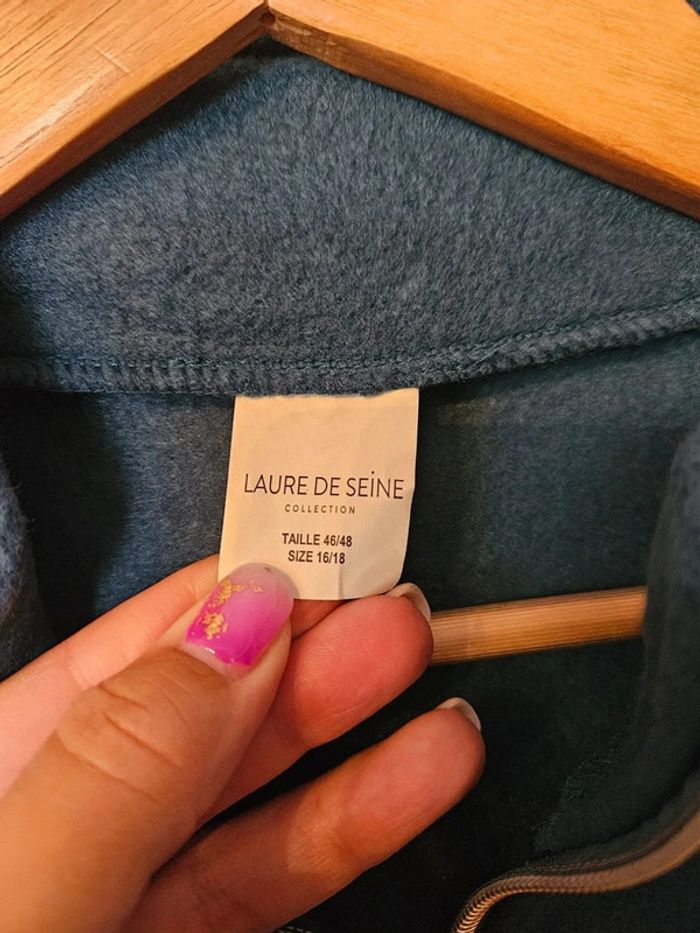 LAURE DE SEINE
COLLECTION
TAILLE 46/48
SIZE 16/18